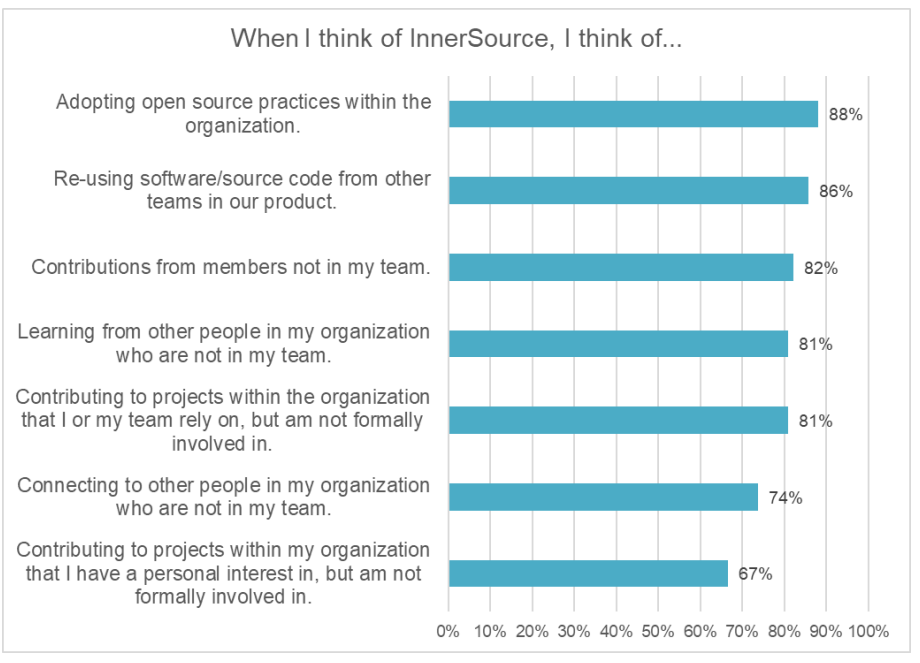 When I think of InnerSource, I think of...
Adopting open source practices within the
organization.
88%
Re-using software/source code from other
teams in our product.
86%
Contributions from members not in my team.
82%
Learning from other people in my organization
who are not in my team.
81%
Contributing to projects within the organization
that I or my team rely on, but am not formally
involved in.
81%
Connecting to other people in my organization
who are not in my team.
74%
Contributing to projects within my organization
that I have a personal interest in, but am not
formally involved in.
67%
0% 10% 20% 30% 40% 50% 60% 70% 80% 90% 100%